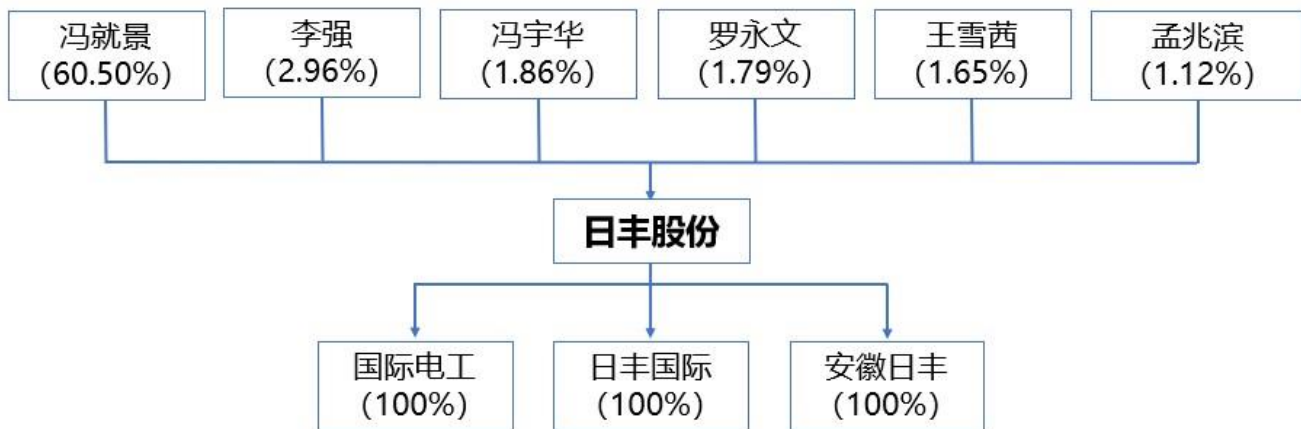 冯就景
(60.50%)
李强
(2.96%)
冯宇华
(1.86%)
罗永文
(1.79%)
王雪茜
(1.65%)
孟兆滨
(1.12%)
日丰股份
国际电工
(100%)
日丰国际
(100%)
安徽日丰
(100%)